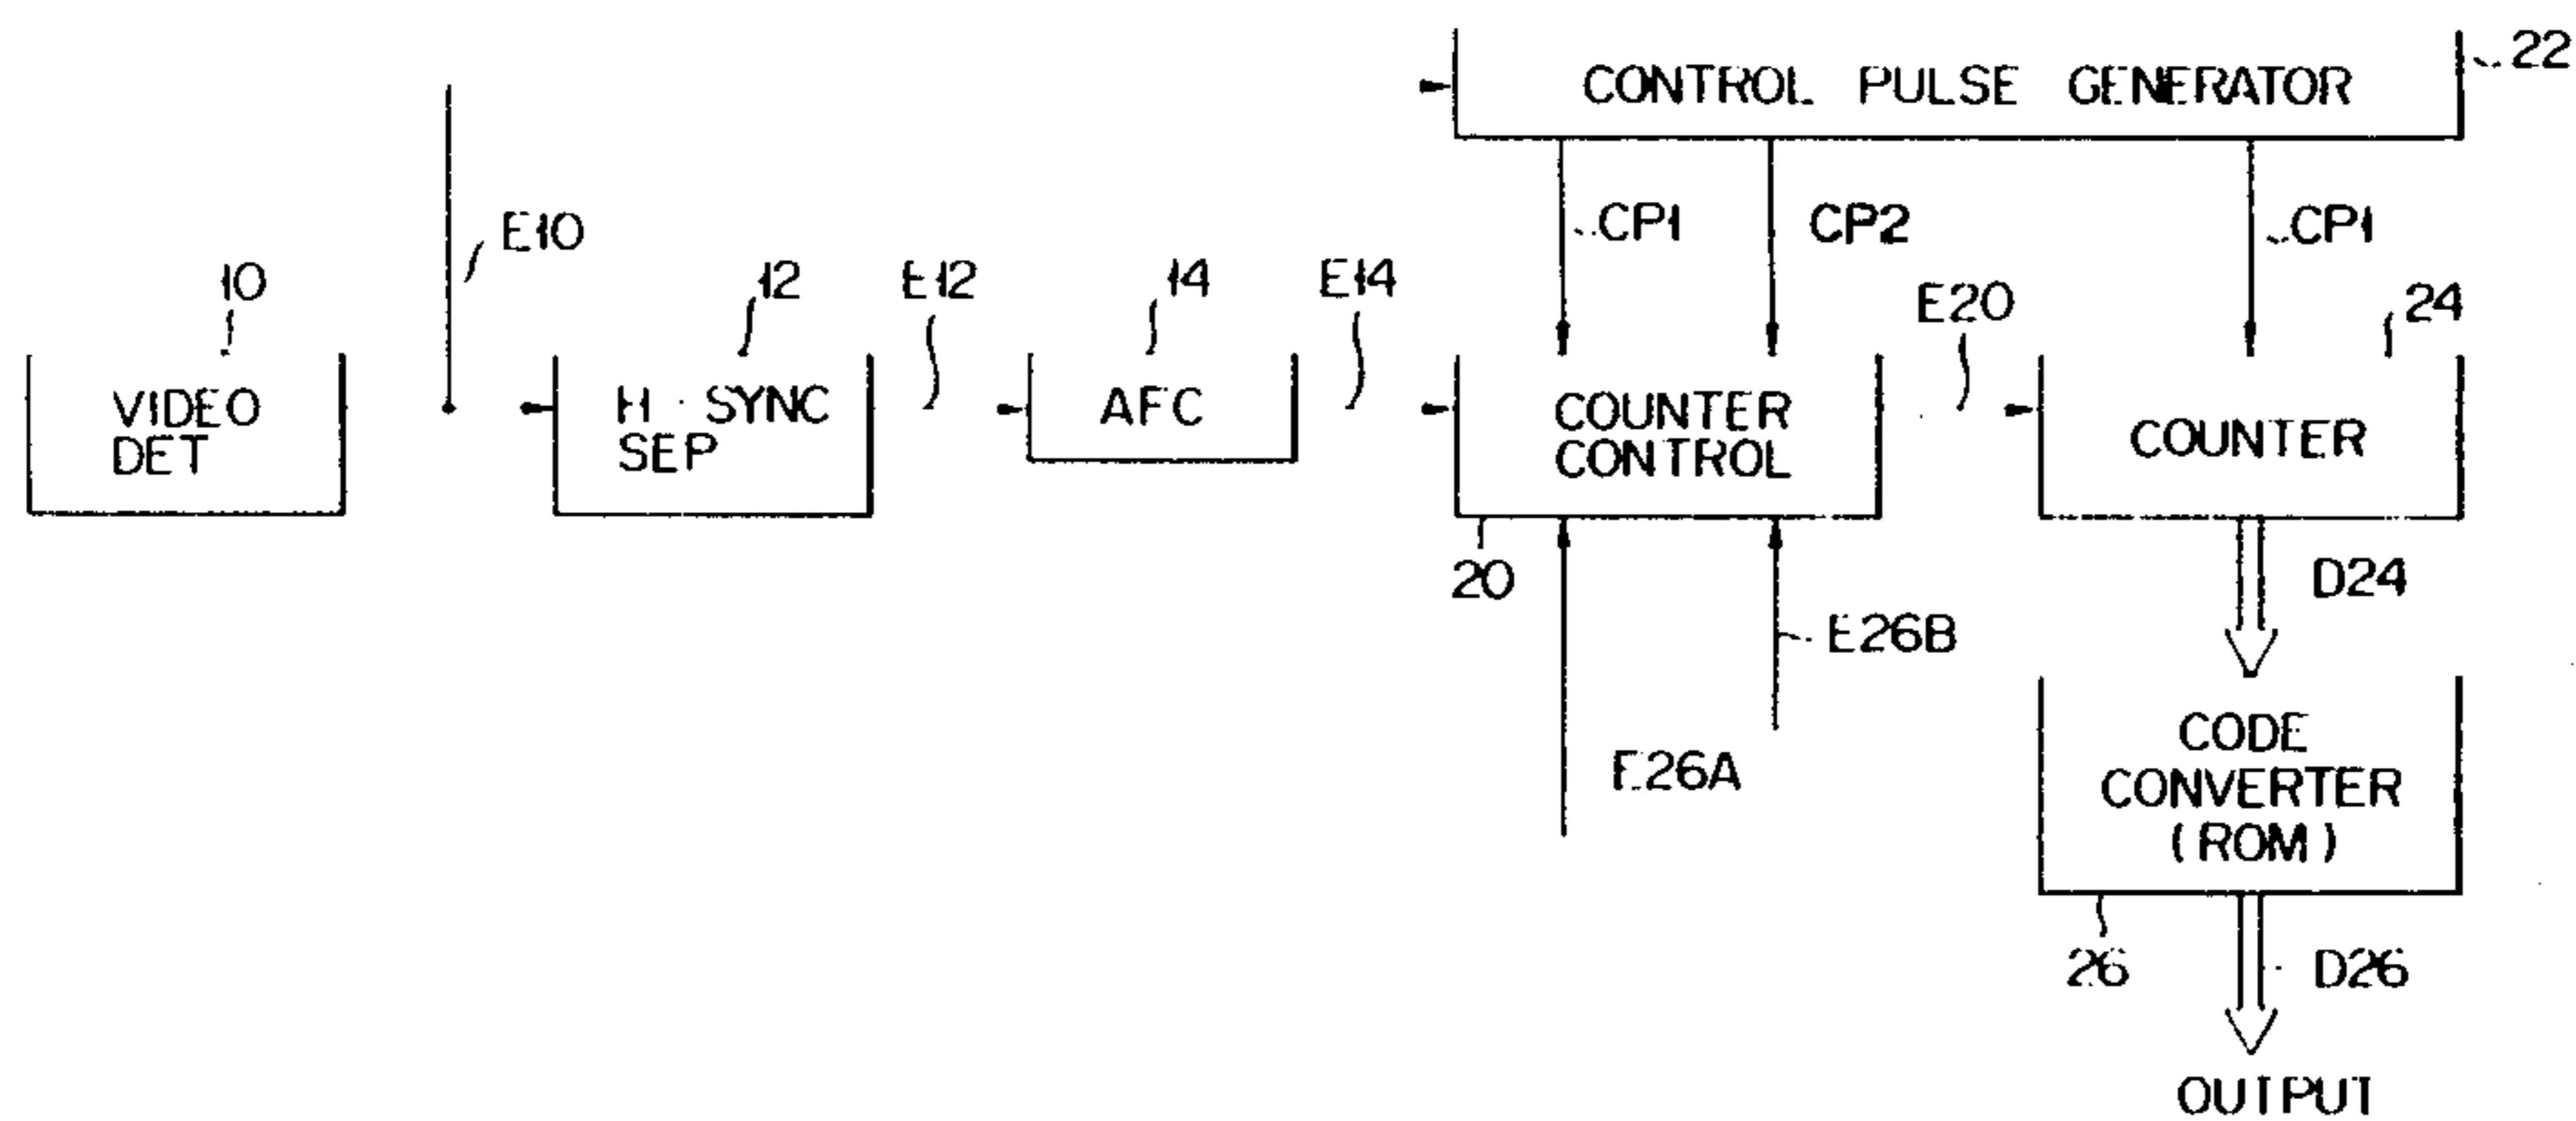 CONTROL PULSE GENERATOR
22
E10
CP1
CP2
CP1
10
12
E12
14
E14
E20
24
VIDEO
DET
H · SYNC
SEP
AFC
COUNTER
CONTROL
COUNTER
20
D24
E26B
E26A
CODE
CONVERTER
(ROM)
26
D26
OUTPUT